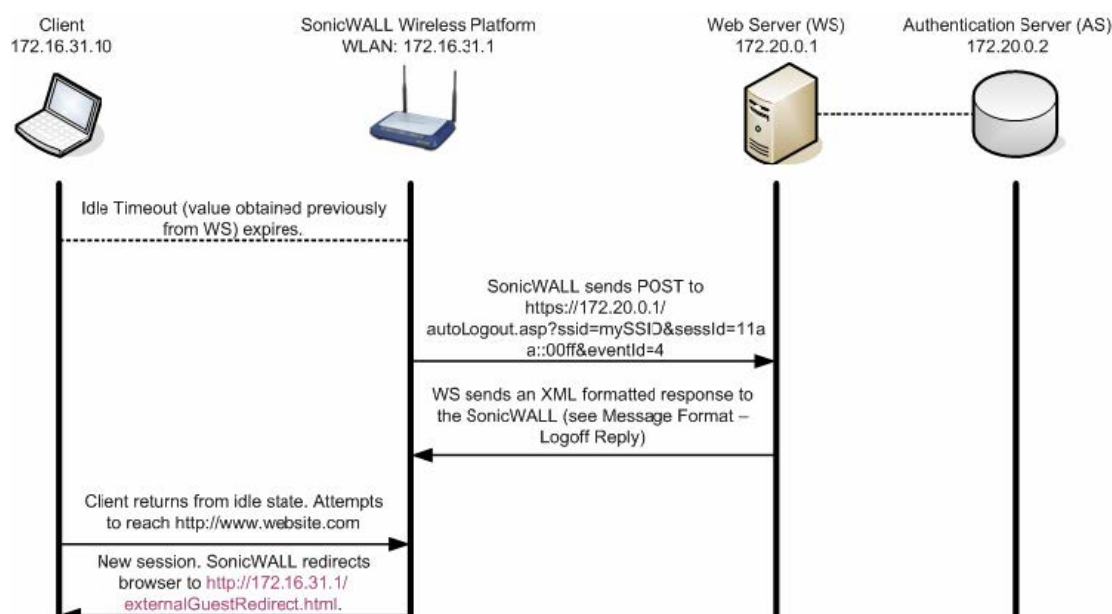 Client
172.16.31.10
SonicWALL Wireless Platform
WLAN: 172.16.31.1
Web Server (WS)
172.20.0.1
Authentication Server (AS)
172.20.0.2
Idle Timeout (value obtained previously
from WS) expires.
SonicWALL sends POST to
https://172.20.0.1/
autoLogout.asp?ssid=mySSID&sessId=11a
a::00ff&eventId=4
WS sends an XML formatted response to
the SonicWALL (see Message Format –
Logoff Reply)
Client returns from idle state. Attempts
to reach http://www.website.com
New session. SonicWALL redirects
browser to http://172.16.31.1/
externalGuestRedirect.html.